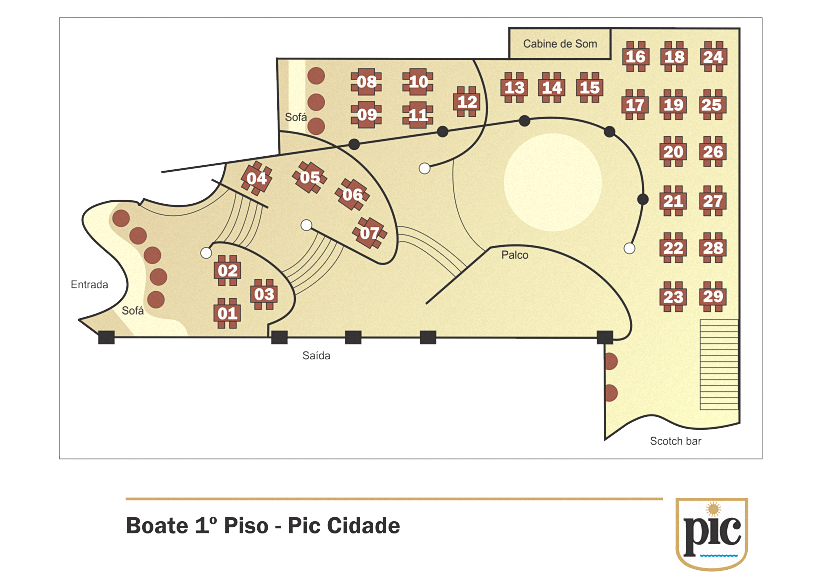 Cabine de Som
16 18 24
08 10
13 14 15
12
17 19 25
09 11
Sofá
20 26
04 05
06
21 27
07
22 28
Palco
02
Entrada
03
23 29
Sofá
01
Saída
Scotch bar
Boate 1º Piso - Pic Cidade
pic